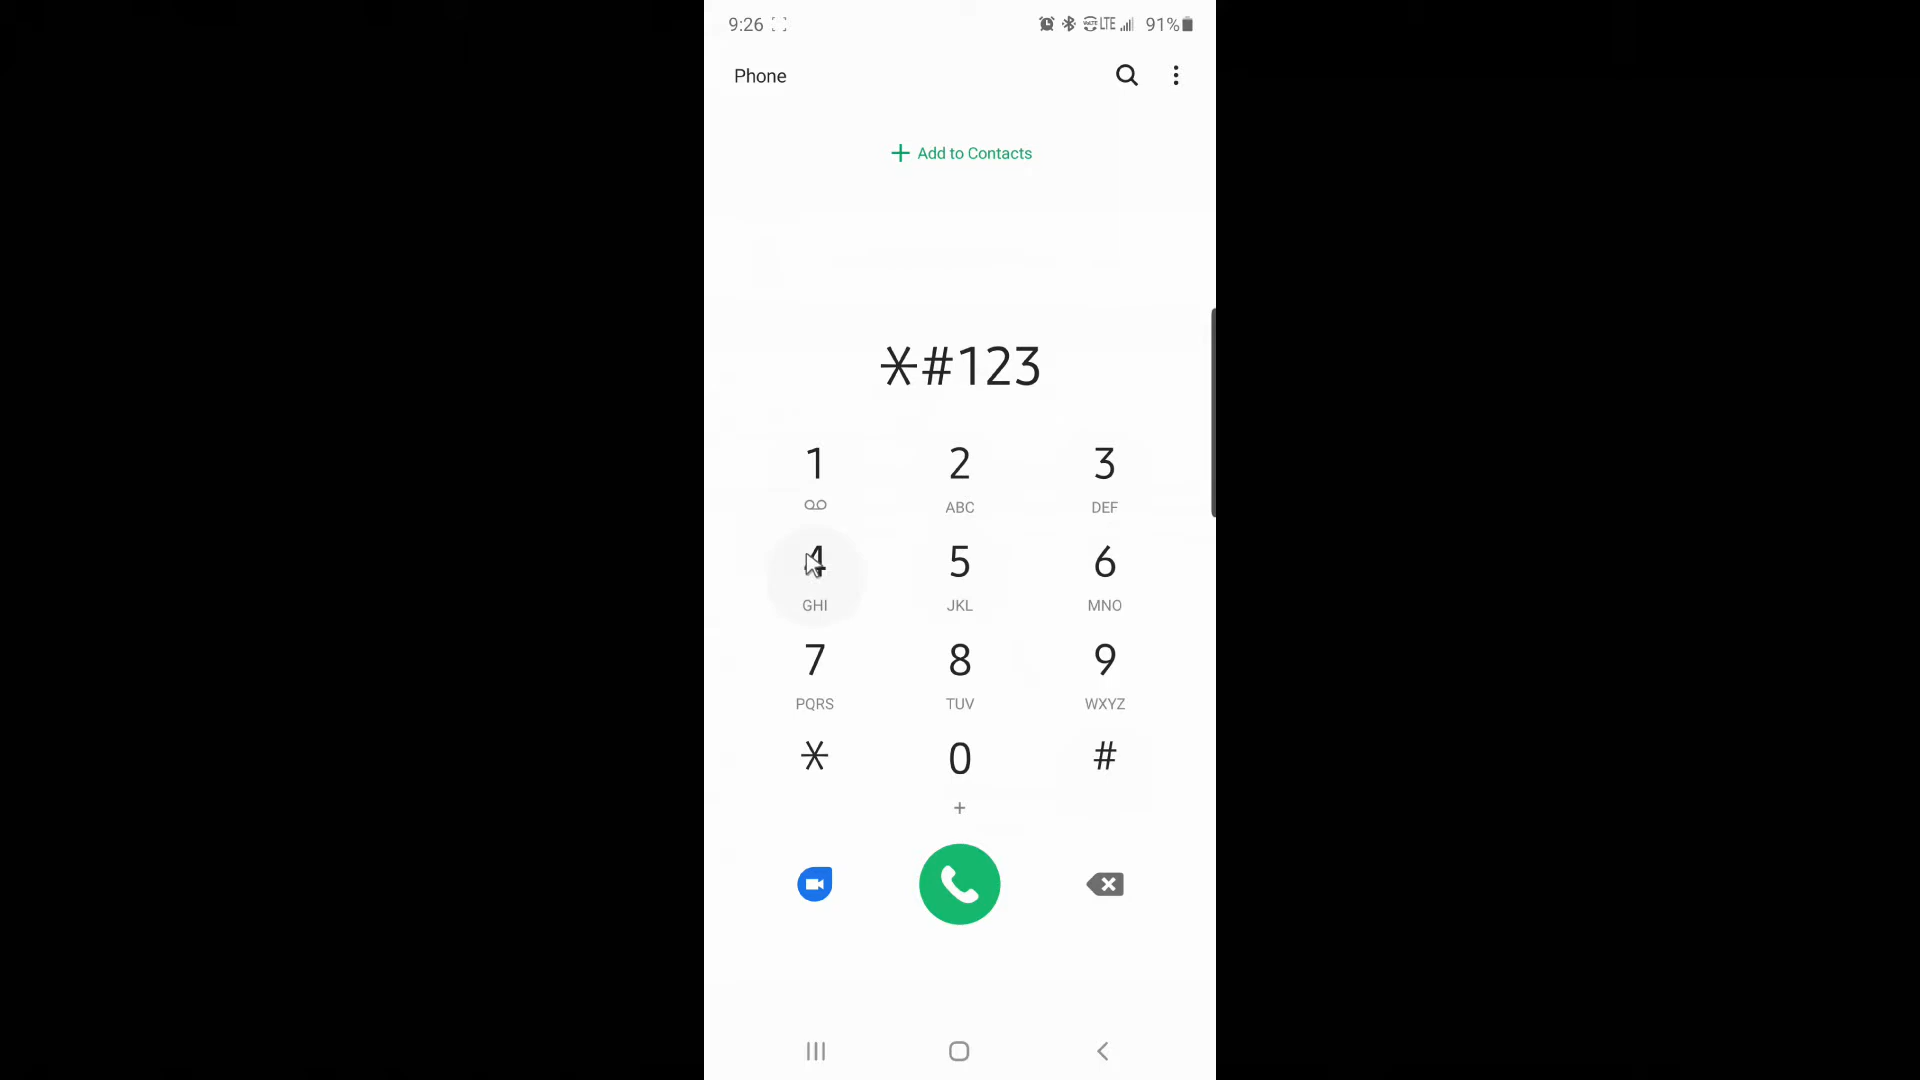 9:26 LTE 91%
Phone
+ Add to Contacts
*#123
1 2 3
ABC DEF
4 5 6
GHI JKL MNO
7 8 9
PQRS TUV WXYZ
* 0 #
+